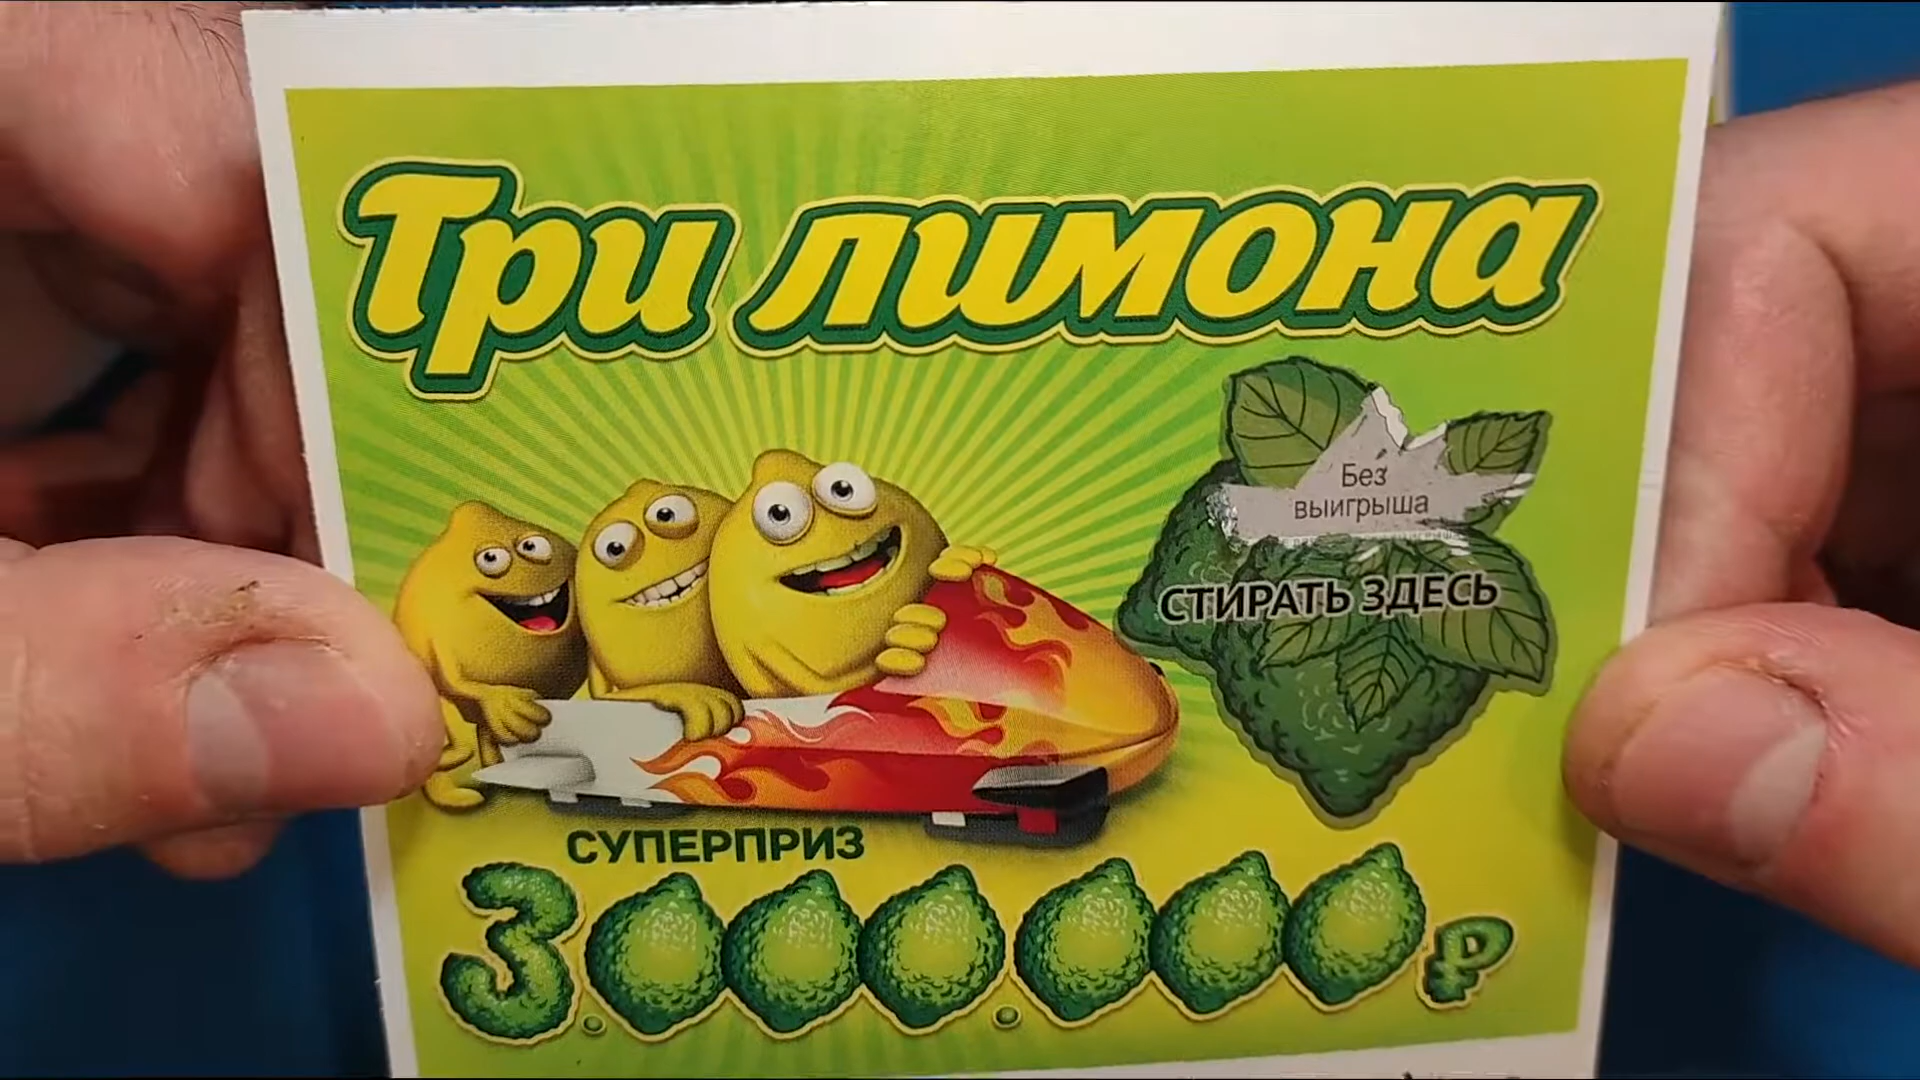 Три лимона
Без
выигрыша
СТИРАТЬ ЗДЕСЬ
СУПЕРПРИЗ
3.000.000 ₽